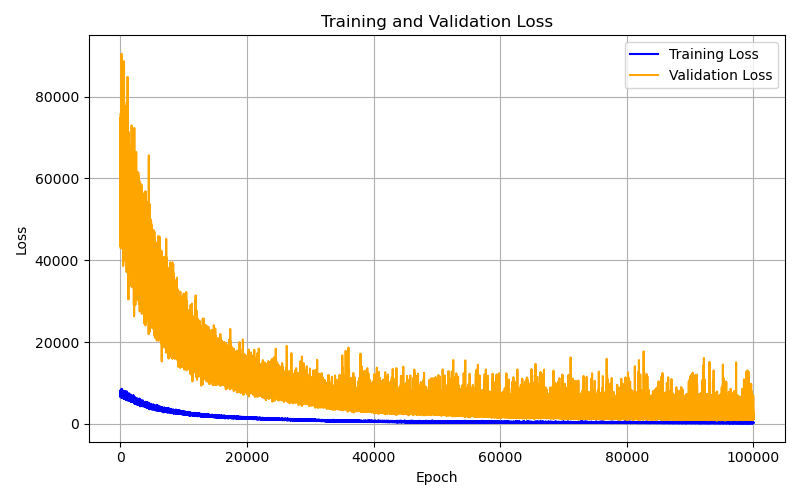 Training and Validation Loss
Training Loss
Validation Loss
80000
60000
40000
20000
0
Loss
0
20000
40000
60000
80000
100000
Epoch